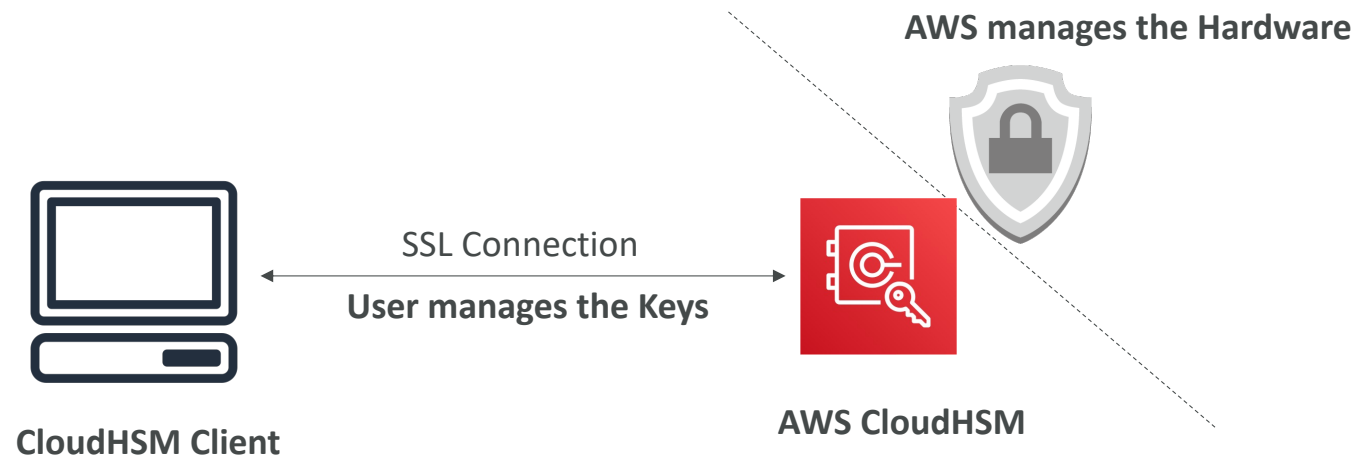 AWS manages the Hardware
SSL Connection
User manages the Keys
CloudHSM Client
AWS CloudHSM